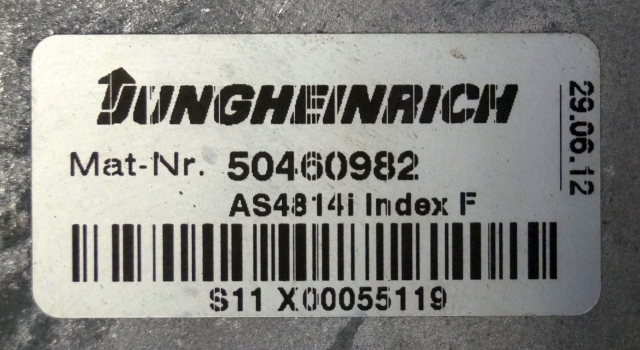 JUNGHEINRICH
Mat-Nr. 50460982
AS4814i Index F
S11 X00055119
29.06.12